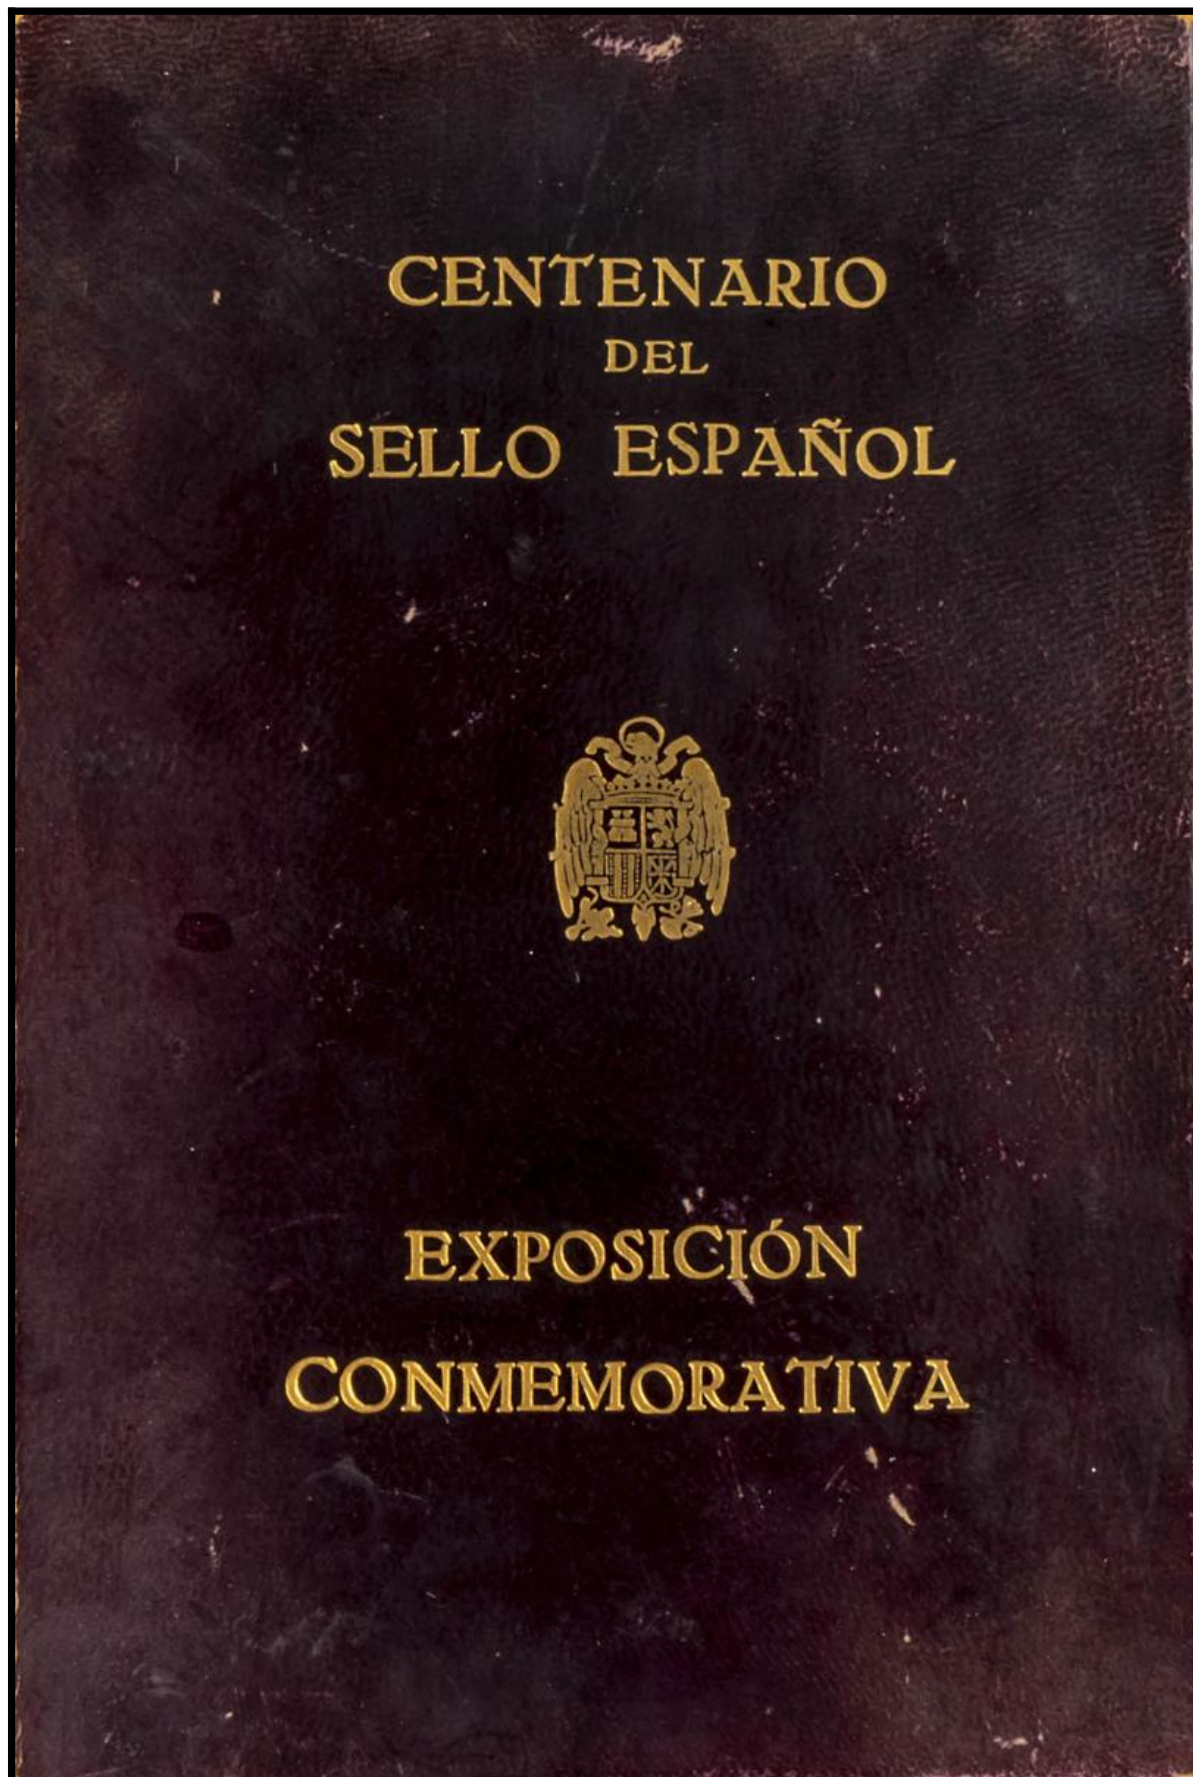 CENTENARIO
DEL
SELLO ESPAÑOL
EXPOSICIÓN
CONMEMORATIVA